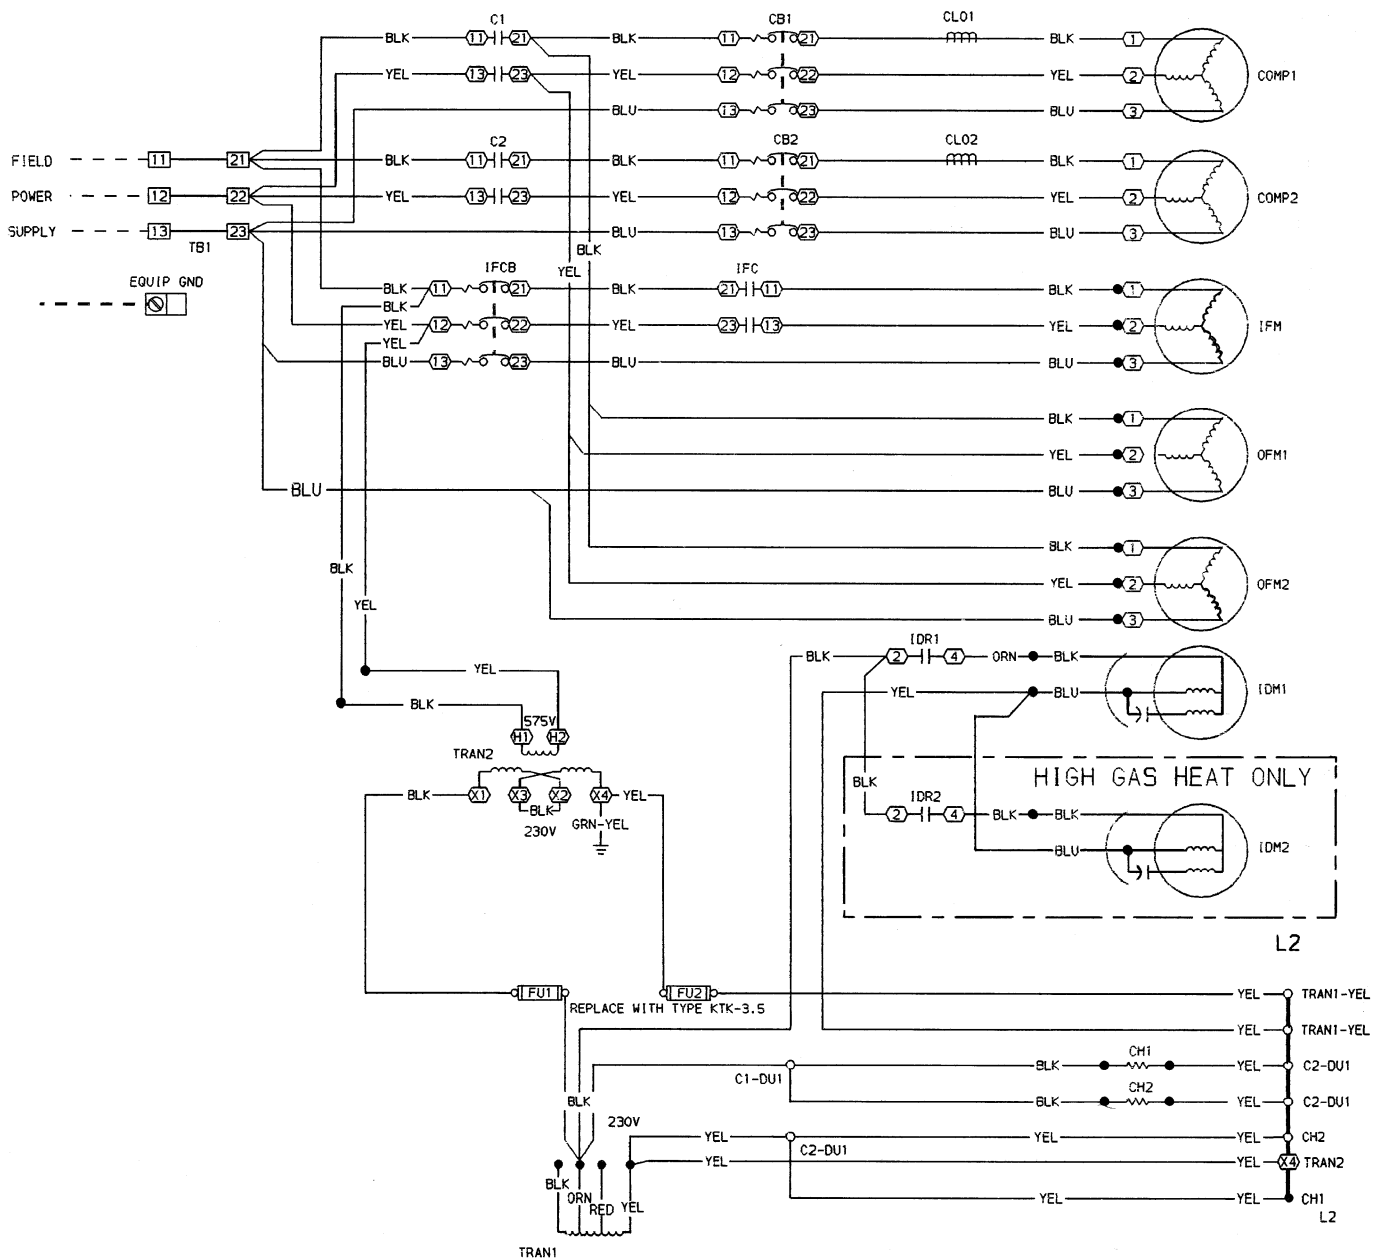 C1 CB1 CLO1
BLK 11 21 BLK 11 21 BLK 1
YEL 13 23 YEL 12 22 YEL 2 COMP1
BLU 13 23 BLU 3
C2 CB2 CLO2
FIELD 11 21 BLK 11 21 BLK 11 21 BLK 1
POWER 12 22 YEL 13 23 YEL 12 22 YEL 2 COMP2
SUPPLY 13 23 BLU 13 23 BLU 3
TB1
BLK
YEL
EQUIP GND
IFCB IFC
BLK 11 21 BLK 21 11 BLK 1
BLK
YEL 12 22 YEL 23 13 YEL 2 IFM
YEL
BLU 13 23 BLU BLU 3
BLK 1
YEL 2 OFM1
BLU BLU 3
BLK 1
BLK
YEL 2 OFM2
YEL
BLU 3
IDR1
BLK 2 4 ORN BLK
YEL YEL BLU IDM1
BLK
575V
H1 H2
TRAN2
HIGH GAS HEAT ONLY
BLK
BLK X1 X3 X2 X4 YEL
IDR2
BLK
2 4 BLK BLK
230V GRN-YEL
BLU IDM2
L2
FU1 FU2 YEL TRAN1-YEL
REPLACE WITH TYPE KTK-3.5
YEL TRAN1-YEL
CH1
BLK YEL C2-DU1
C1-DU1
CH2
BLK BLK YEL C2-DU1
230V
YEL YEL YEL CH2
C2-DU1
YEL YEL X4 TRAN2
BLK ORN RED YEL
YEL YEL CH1
L2
TRAN1